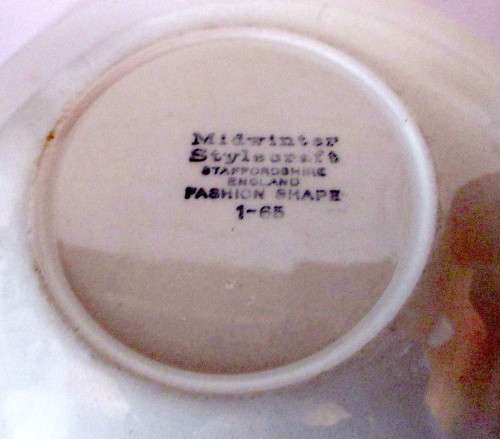 Midwinter
Stylecraft
STAFFORDSHIRE
ENGLAND
FASHION SHAPE
1-65